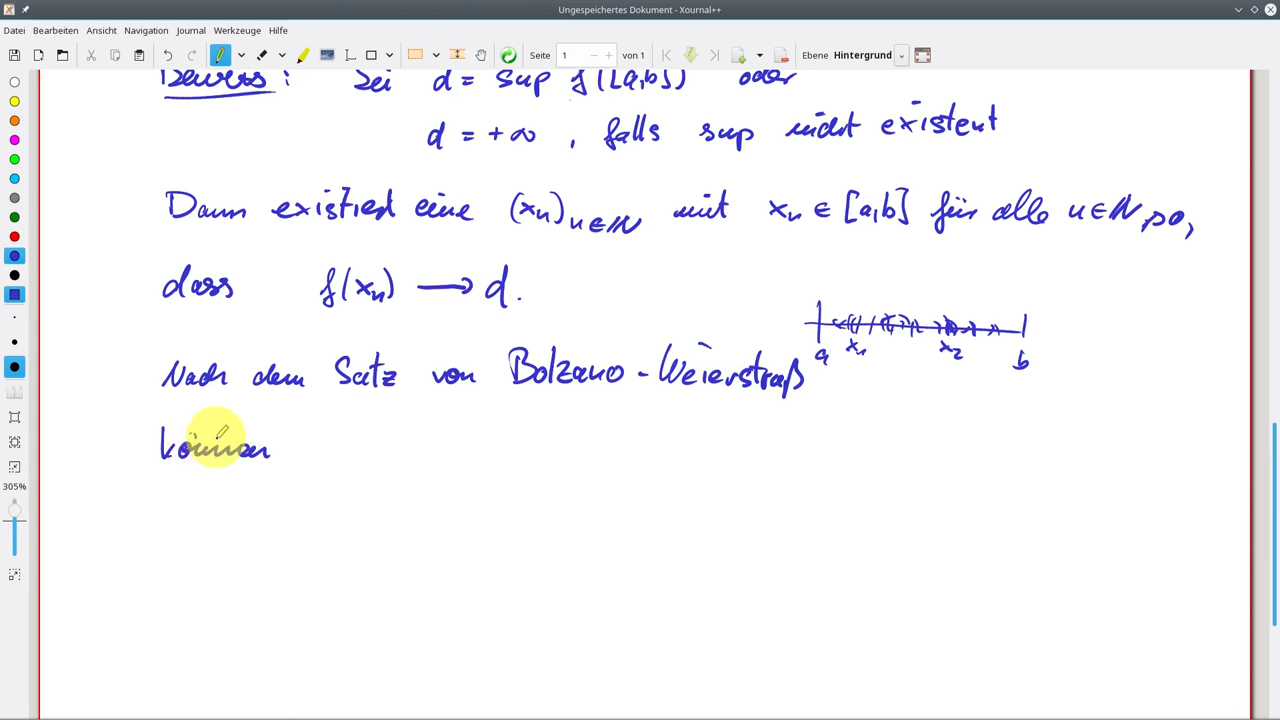 Ungespeichertes Dokument - Xournal++
Datei Bearbeiten Ansicht Navigation Journal Werkzeuge Hilfe
Seite 1 von 1 Ebene Hintergrund
Beweis: Sei d = sup f([a,b]) oder
d = +∞, falls sup nicht existent
Dann existiert eine (xₙ)ₙ∈ℕ mit xₙ ∈ [a,b] für alle n∈ℕ>0,
dass f(xₙ) → d.
a x₁ x₂ b
Nach dem Satz von Bolzano-Weierstraß
können
305%